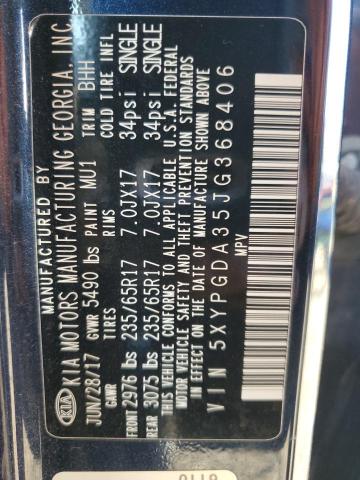 MANUFACTURED BY
KIA KIA MOTORS MANUFACTURING GEORGIA, INC.
JUN/28/17 GVWR 5490 lbs PAINT MU1 TRIM BHH
GAWR TIRES RIMS COLD TIRE INFL
FRONT 2976 lbs 235/65R17 7.0JX17 34psi SINGLE
REAR 3075 lbs 235/65R17 7.0JX17 34psi SINGLE
THIS VEHICLE CONFORMS TO ALL APPLICABLE U.S.A. FEDERAL
MOTOR VEHICLE SAFETY AND THEFT PREVENTION STANDARDS
IN EFFECT ON THE DATE OF MANUFACTURE SHOWN ABOVE
VIN 5XYPGDA35JG368406
MPV